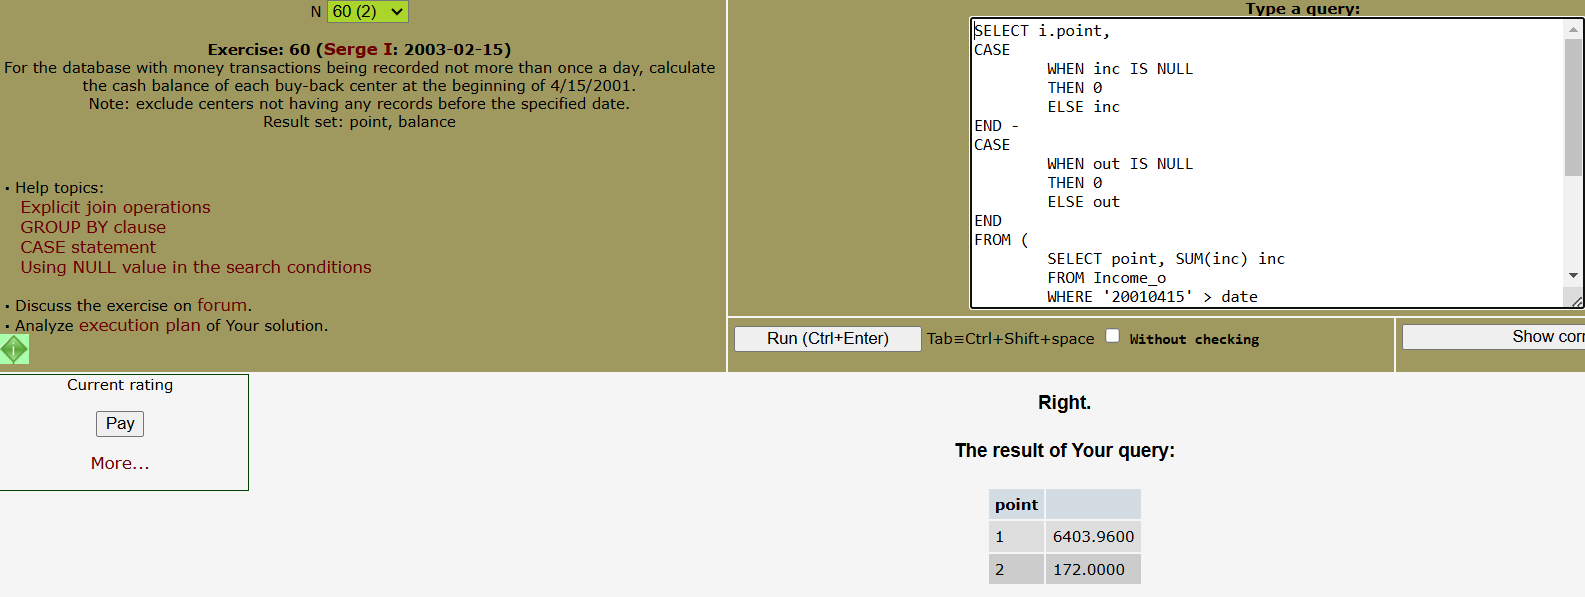 N 60 (2)
Exercise: 60 (Serge I: 2003-02-15)
For the database with money transactions being recorded not more than once a day, calculate
the cash balance of each buy-back center at the beginning of 4/15/2001.
Note: exclude centers not having any records before the specified date.
Result set: point, balance
· Help topics:
Explicit join operations
GROUP BY clause
CASE statement
Using NULL value in the search conditions
· Discuss the exercise on forum.
· Analyze execution plan of Your solution.
Type a query:
SELECT i.point,
CASE
WHEN inc IS NULL
THEN 0
ELSE inc
END -
CASE
WHEN out IS NULL
THEN 0
ELSE out
END
FROM (
SELECT point, SUM(inc) inc
FROM Income_o
WHERE '20010415' > date
Run (Ctrl+Enter) Tab≡Ctrl+Shift+space Without checking
Show corr
Current rating
Pay
More...
Right.
The result of Your query:
point
1 6403.9600
2 172.0000